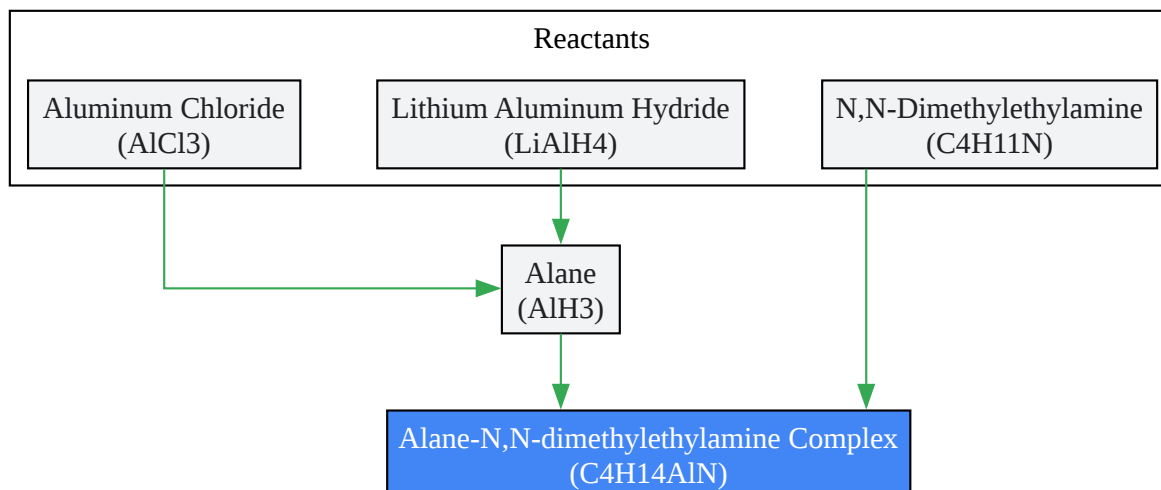 Reactants
Aluminum Chloride
(AlCl3)
Lithium Aluminum Hydride
(LiAlH4)
N,N-Dimethylethylamine
(C4H11N)
Alane
(AlH3)
Alane-N,N-dimethylethylamine Complex
(C4H14AlN)